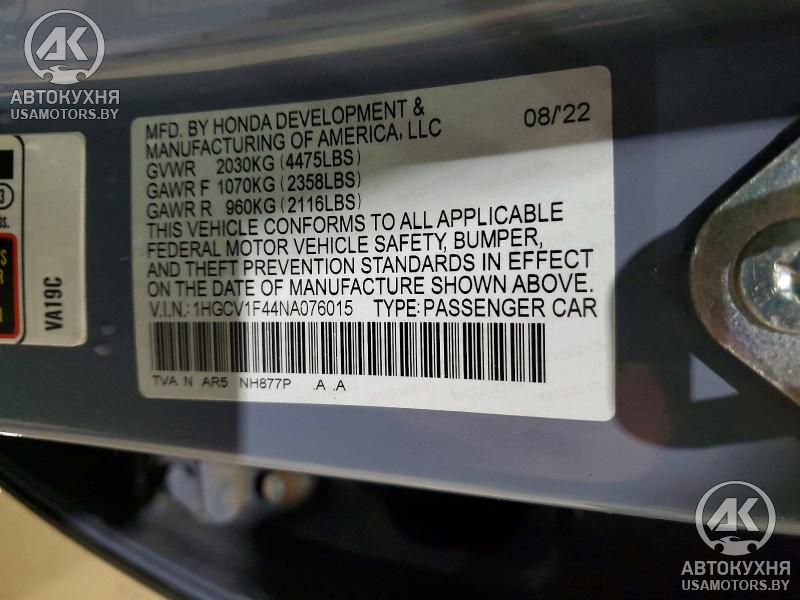 АК
АВТОКУХНЯ
USAMOTORS.BY
MFD. BY HONDA DEVELOPMENT &
MANUFACTURING OF AMERICA, LLC 08/'22
GVWR 2030KG (4475LBS)
GAWR F 1070KG (2358LBS)
GAWR R 960KG (2116LBS)
THIS VEHICLE CONFORMS TO ALL APPLICABLE
FEDERAL MOTOR VEHICLE SAFETY, BUMPER,
AND THEFT PREVENTION STANDARDS IN EFFECT
ON THE DATE OF MANUFACTURE SHOWN ABOVE.
V.I.N.: 1HGCV1F44NA076015 TYPE: PASSENGER CAR
TVA N AR5 NH877P .A .A
VA19C
АК
АВТОКУХНЯ
USAMOTORS.BY